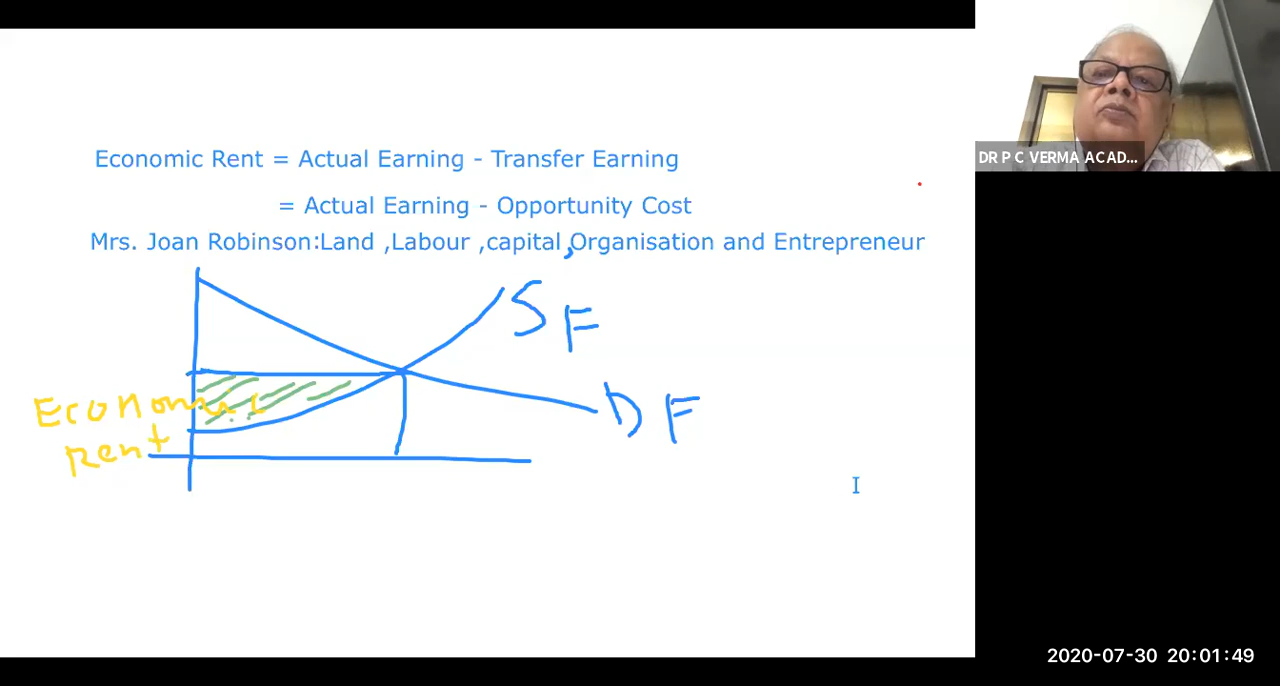 Economic Rent = Actual Earning - Transfer Earning
= Actual Earning - Opportunity Cost
Mrs. Joan Robinson:Land ,Labour ,capital,Organisation and Entrepreneur
SF
DF
Economic
Rent
DR P C VERMA ACAD...
2020-07-30 20:01:49